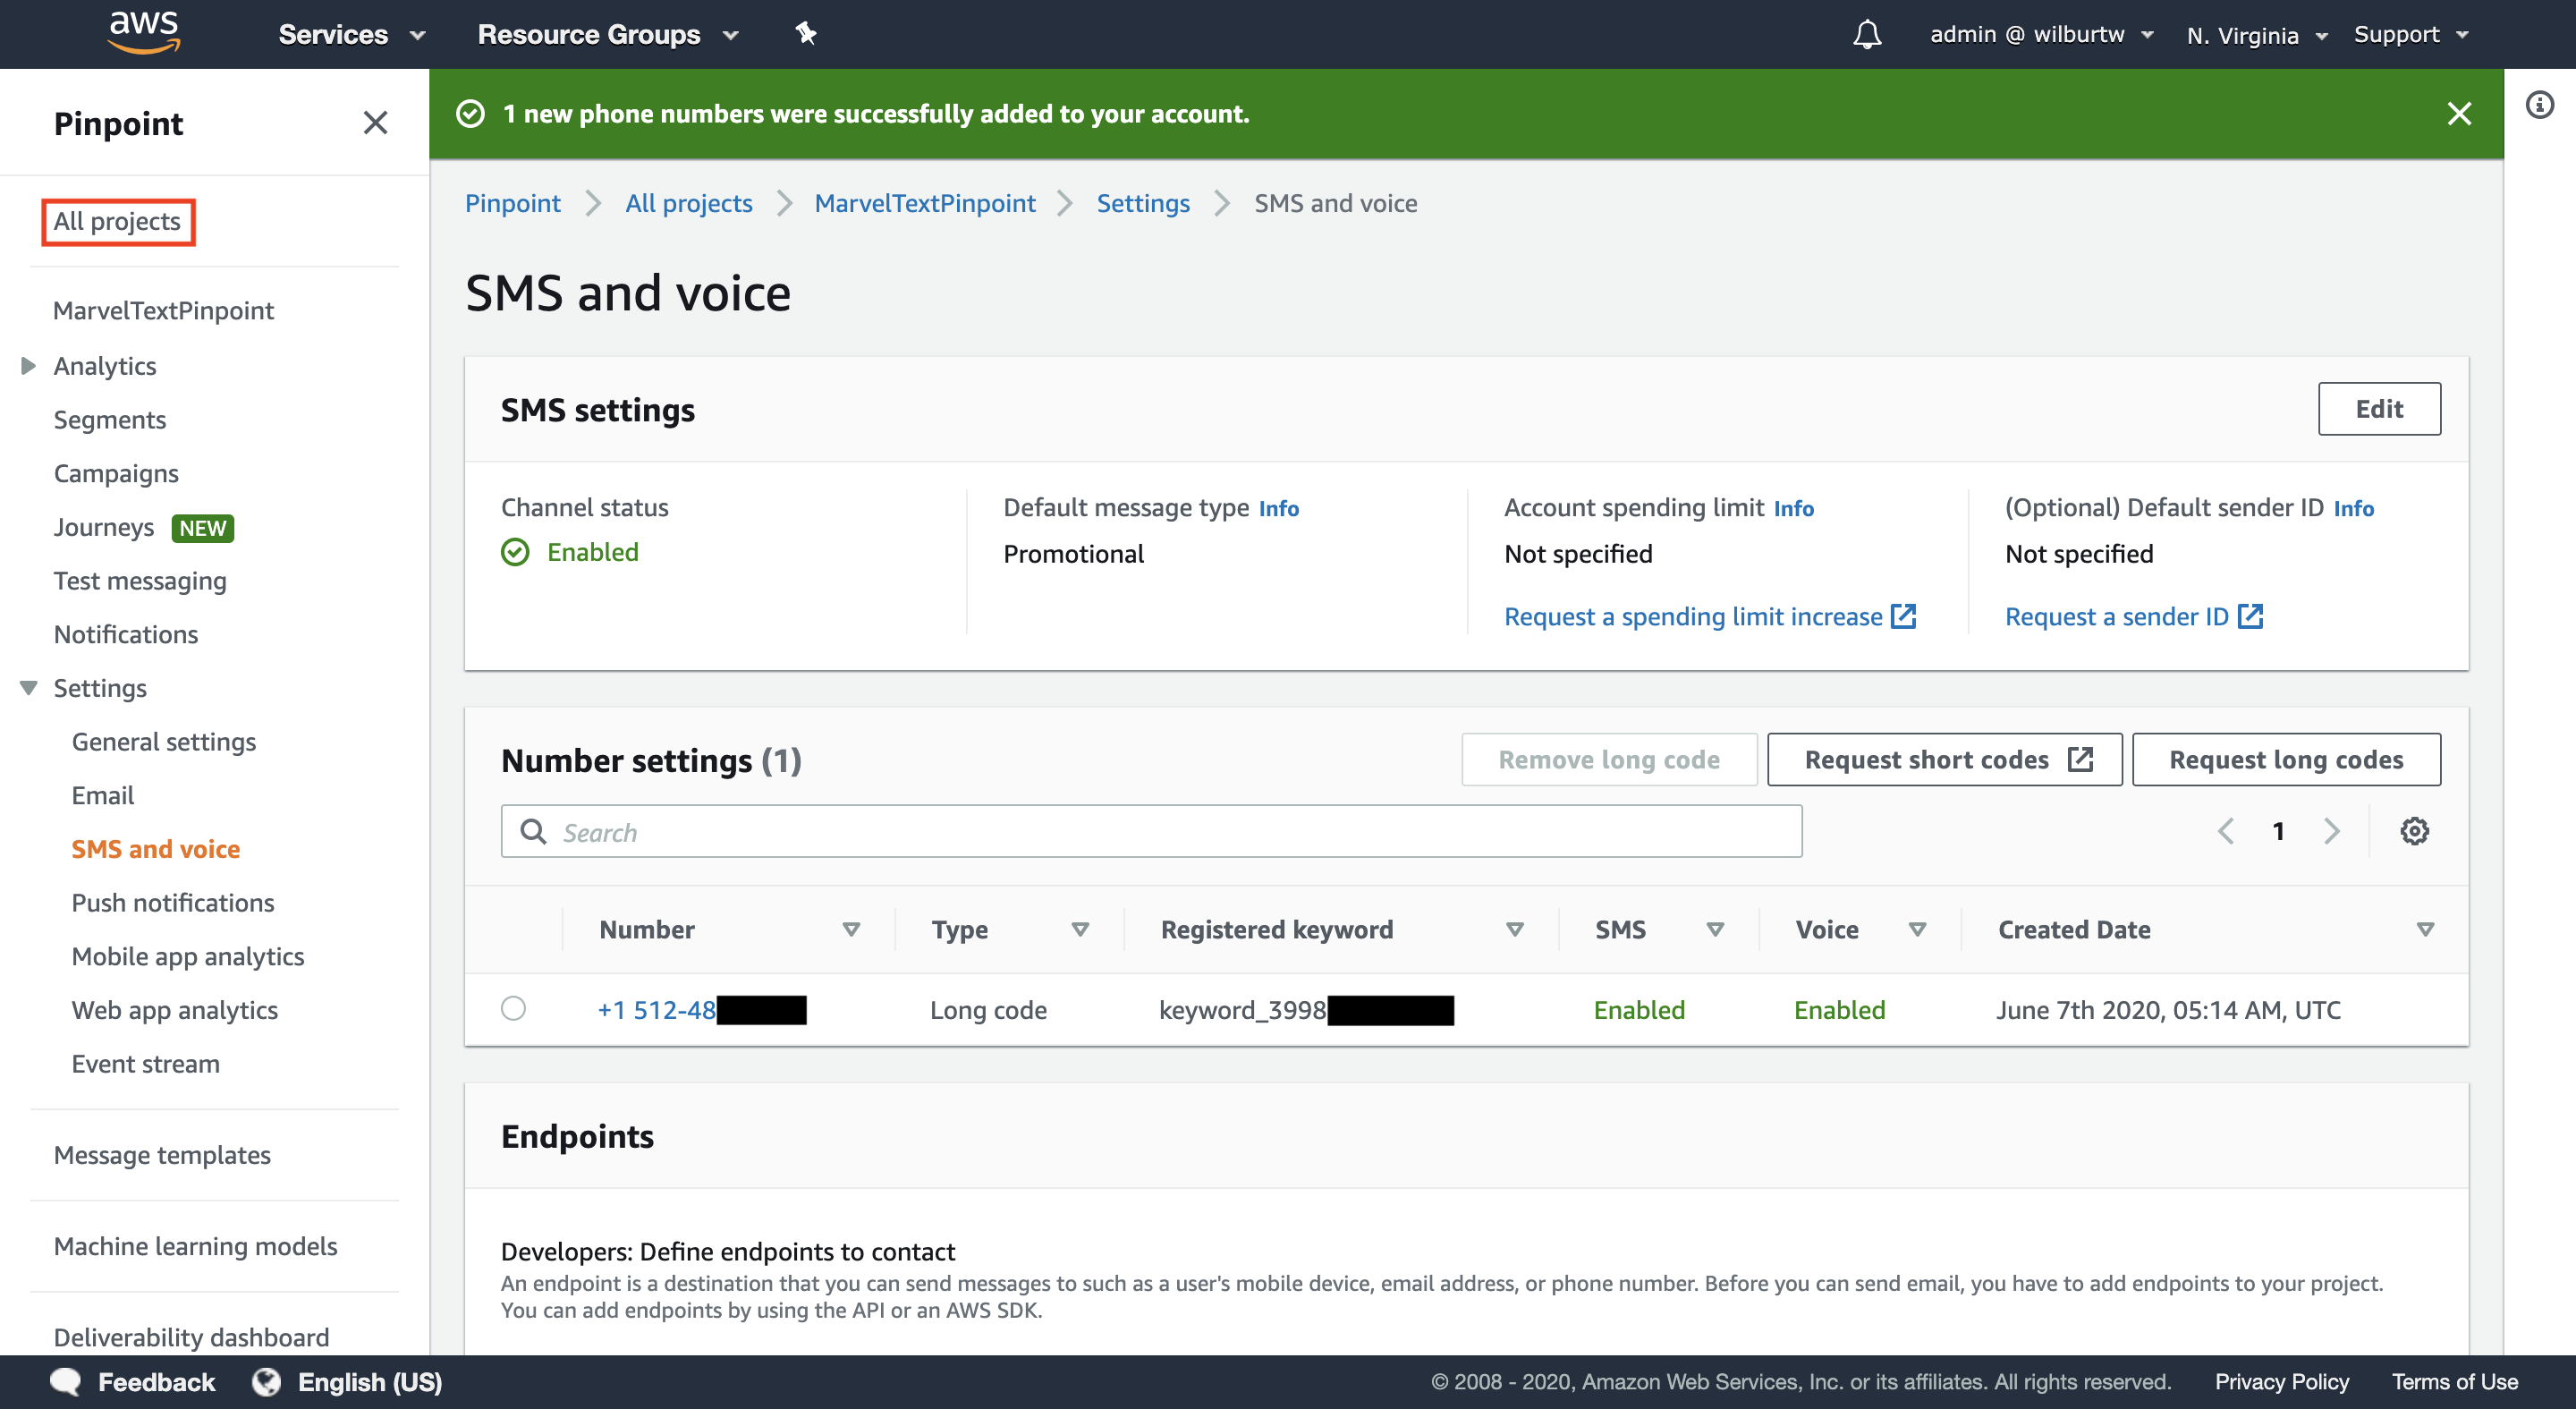 aws
Services
Resource Groups
admin @ wilburtw
N. Virginia
Support
Pinpoint
All projects
MarvelTextPinpoint
Analytics
Segments
Campaigns
Journeys NEW
Test messaging
Notifications
Settings
General settings
Email
SMS and voice
Push notifications
Mobile app analytics
Web app analytics
Event stream
Message templates
Machine learning models
Deliverability dashboard
1 new phone numbers were successfully added to your account.
Pinpoint All projects MarvelTextPinpoint Settings SMS and voice
SMS and voice
SMS settings
Edit
Channel status
Enabled
Default message type Info
Promotional
Account spending limit Info
Not specified
Request a spending limit increase
(Optional) Default sender ID Info
Not specified
Request a sender ID
Number settings (1)
Remove long code
Request short codes
Request long codes
Search
1
Number Type Registered keyword SMS Voice Created Date
+1 512-48 Long code keyword_3998 Enabled Enabled June 7th 2020, 05:14 AM, UTC
Endpoints
Developers: Define endpoints to contact
An endpoint is a destination that you can send messages to such as a user's mobile device, email address, or phone number. Before you can send email, you have to add endpoints to your project.
You can add endpoints by using the API or an AWS SDK.
Feedback
English (US)
© 2008 - 2020, Amazon Web Services, Inc. or its affiliates. All rights reserved.
Privacy Policy
Terms of Use